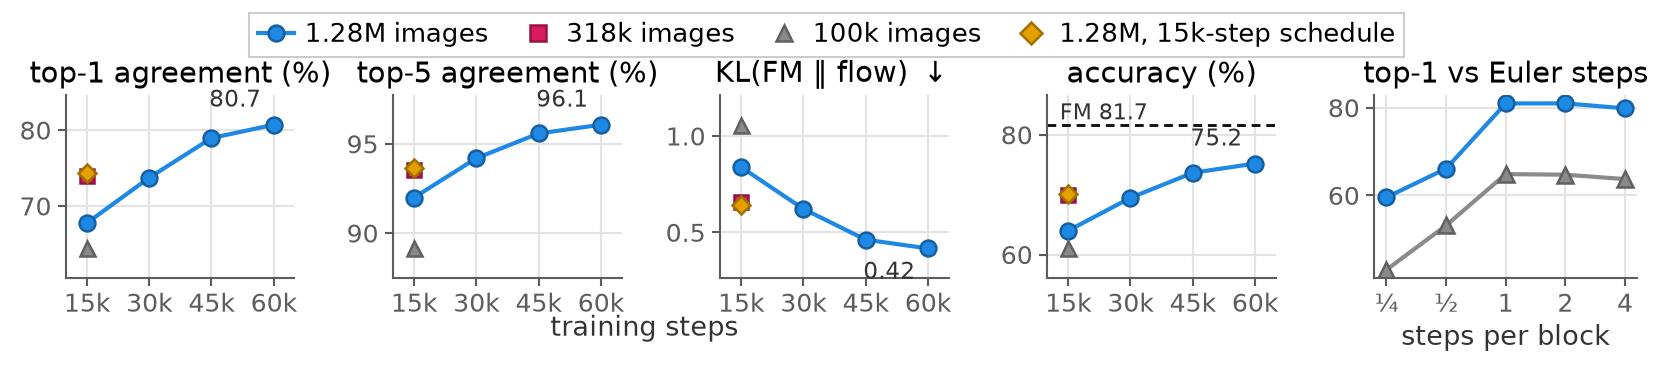 1.28M images 318k images 100k images 1.28M, 15k-step schedule
top-1 agreement (%)
80.7
80
70
15k 30k 45k 60k
top-5 agreement (%)
96.1
95
90
15k 30k 45k 60k
KL(FM ∥ flow) ↓
1.0
0.5
0.42
15k 30k 45k 60k
training steps
accuracy (%)
FM 81.7
75.2
80
60
15k 30k 45k 60k
top-1 vs Euler steps
80
60
¼ ½ 1 2 4
steps per block